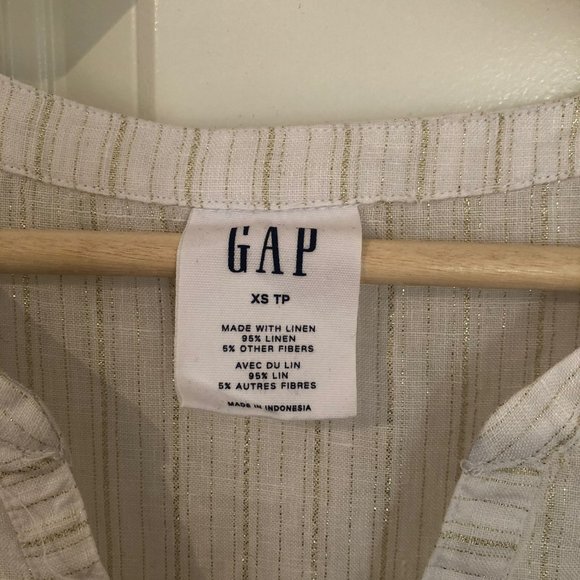 GAP
XS TP
MADE WITH LINEN
95% LINEN
5% OTHER FIBERS
AVEC DU LIN
95% LIN
5% AUTRES FIBRES
MADE IN INDONESIA